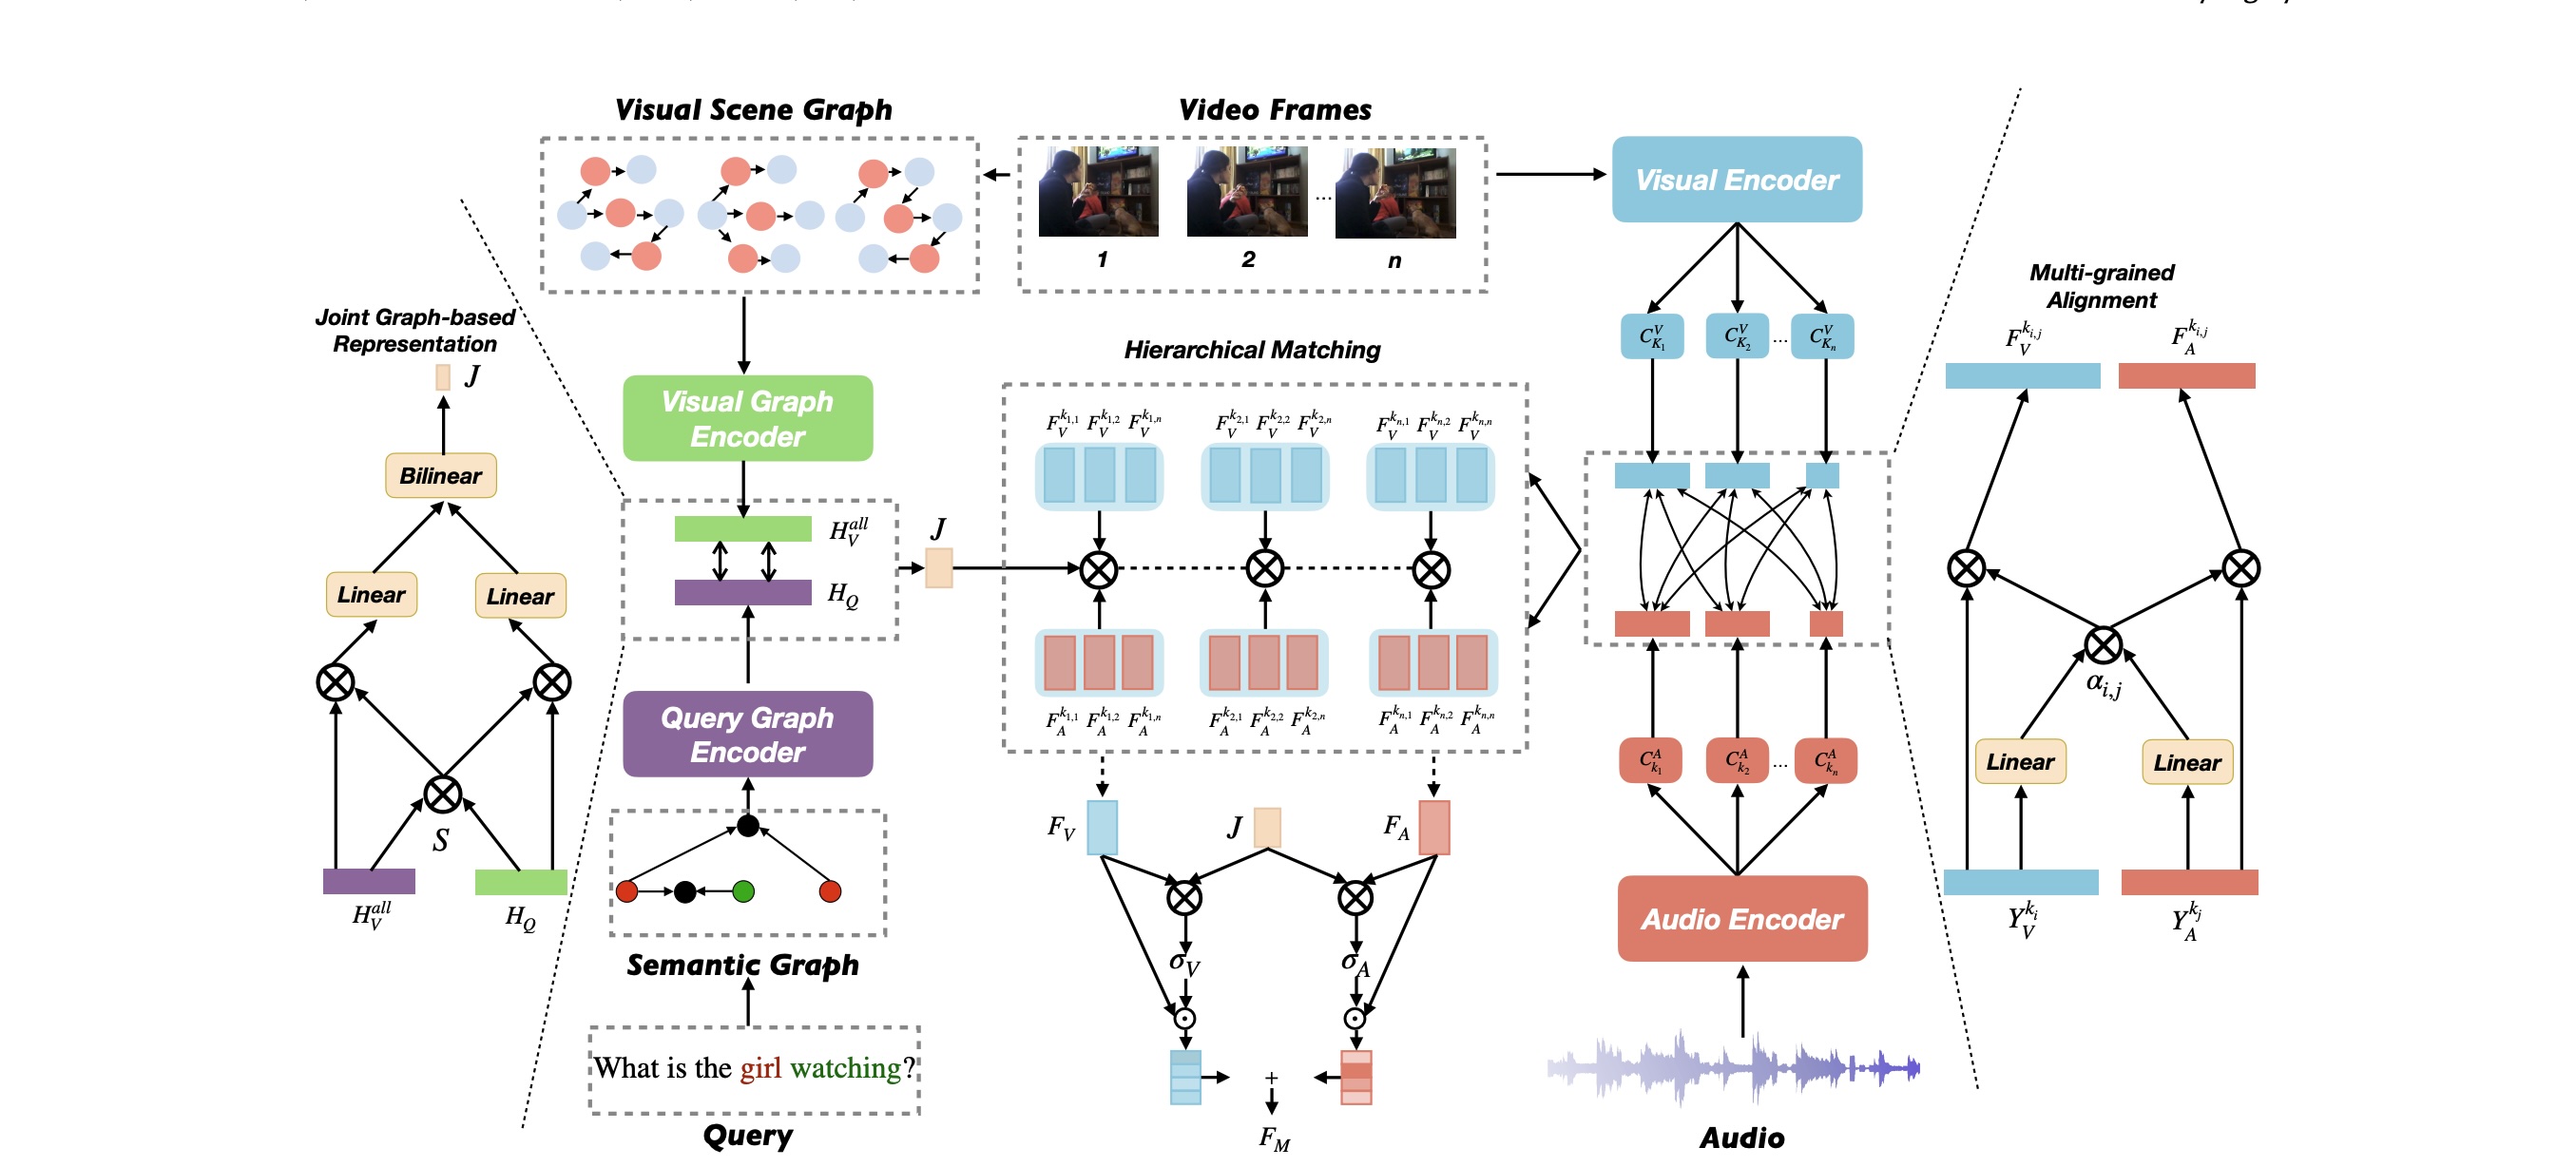 Visual Scene Graph
Video Frames
1
2
...
n
Visual Encoder
Joint Graph-based
Representation
J
Bilinear
Linear
Linear
S
H_V^{all}
H_Q
Visual Graph
Encoder
H_V^{all}
H_Q
J
Query Graph
Encoder
Semantic Graph
What is the girl watching?
Query
Hierarchical Matching
F_V^{k_{1,1}} F_V^{k_{1,2}} F_V^{k_{1,n}}
F_V^{k_{2,1}} F_V^{k_{2,2}} F_V^{k_{2,n}}
F_V^{k_{n,1}} F_V^{k_{n,2}} F_V^{k_{n,n}}
F_A^{k_{1,1}} F_A^{k_{1,2}} F_A^{k_{1,n}}
F_A^{k_{2,1}} F_A^{k_{2,2}} F_A^{k_{2,n}}
F_A^{k_{n,1}} F_A^{k_{n,2}} F_A^{k_{n,n}}
F_V
J
F_A
σ_V
σ_A
+
F_M
C_{K_1}^V
C_{K_2}^V
...
C_{K_n}^V
C_{k_1}^A
C_{k_2}^A
...
C_{k_n}^A
Audio Encoder
Audio
Multi-grained
Alignment
F_V^{k_{i,j}}
F_A^{k_{i,j}}
α_{i,j}
Linear
Linear
Y_V^{k_i}
Y_A^{k_j}